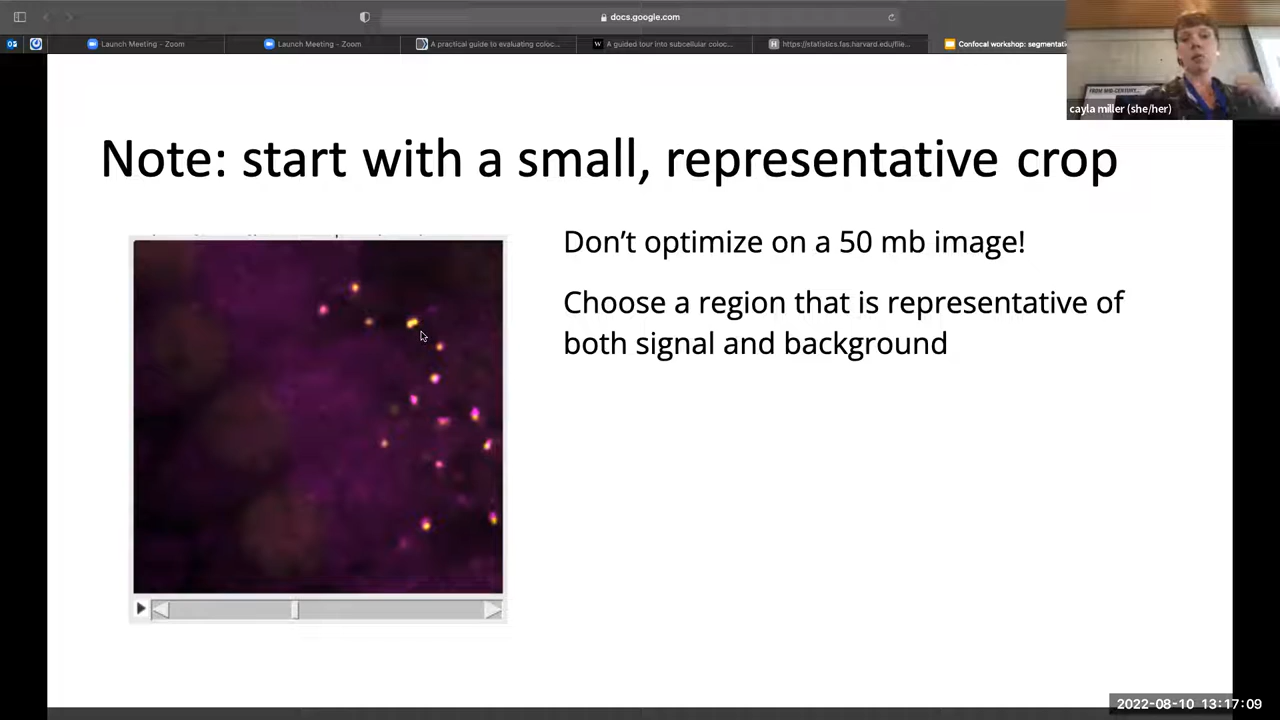 docs.google.com
Launch Meeting - Zoom
Launch Meeting - Zoom
A practical guide to evaluating coloc...
A guided tour into subcellular coloc...
https://statistics.fas.harvard.edu/file...
Confocal workshop: segmentati
FROM MID-CENTURY...
cayla miller (she/her)
Note: start with a small, representative crop
Don't optimize on a 50 mb image!
Choose a region that is representative of
both signal and background
2022-08-10 13:17:09